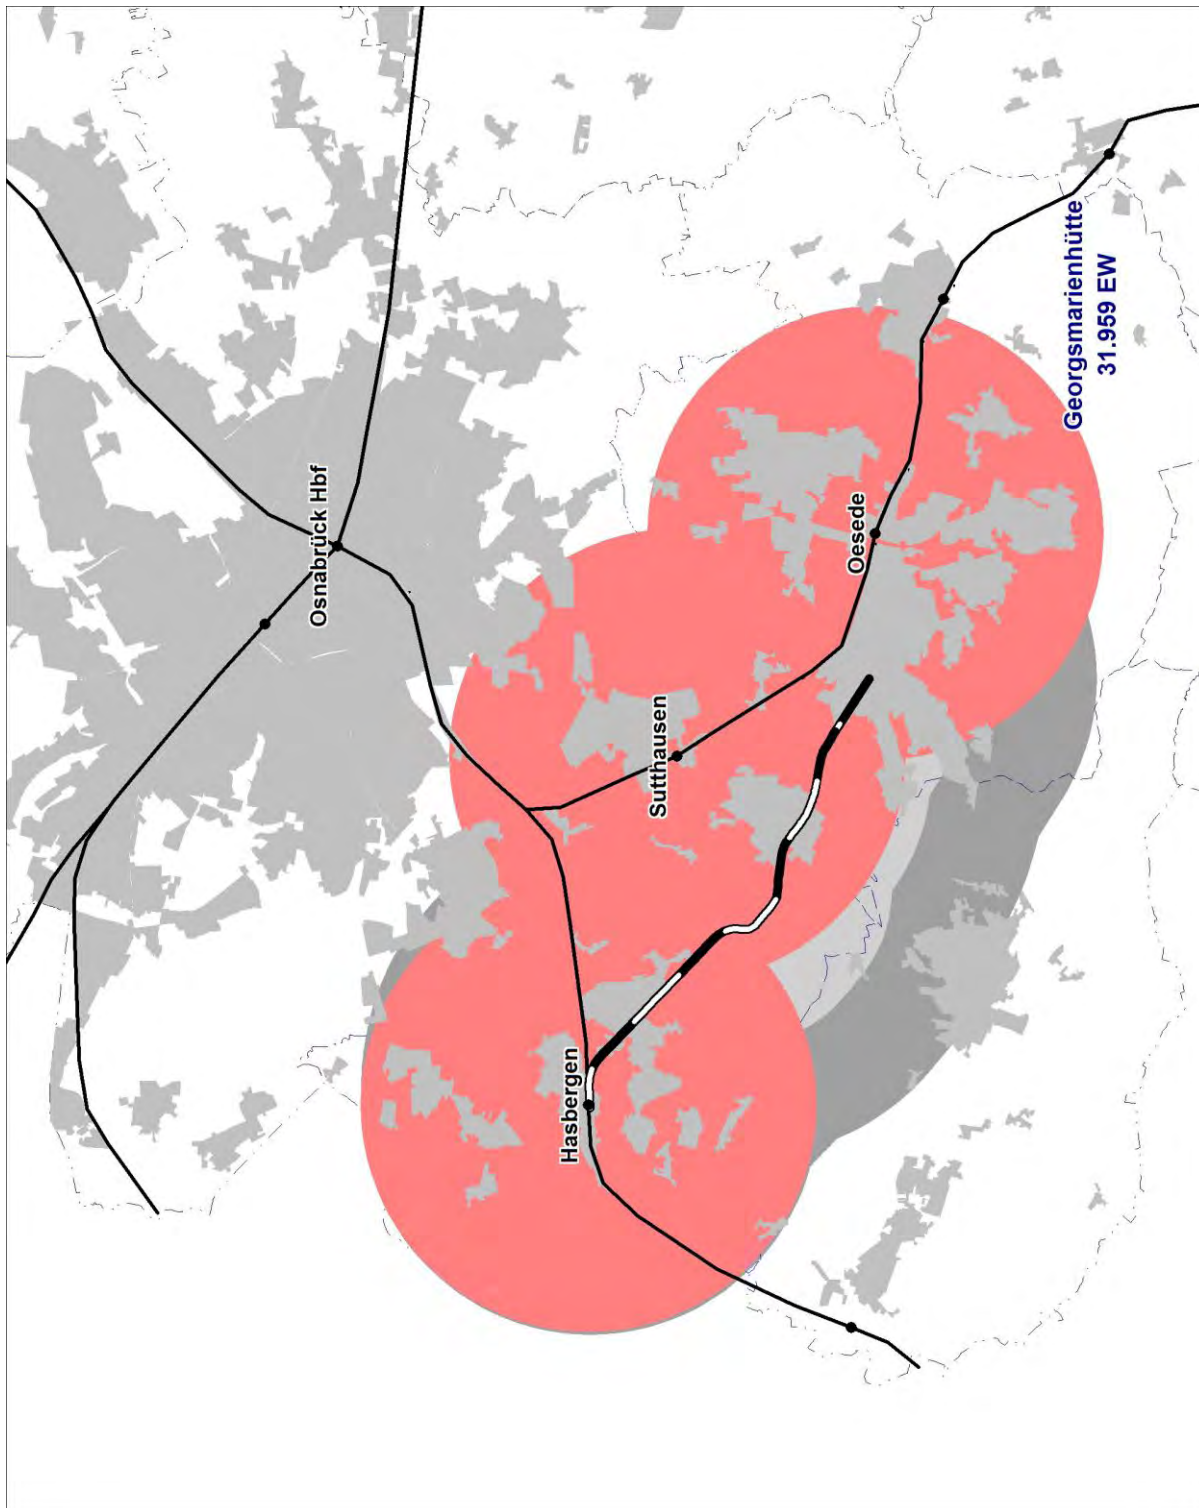 Osnabrück Hbf
Georgsmarienhütte
31.959 EW
Oesede
Sutthausen
Hasbergen